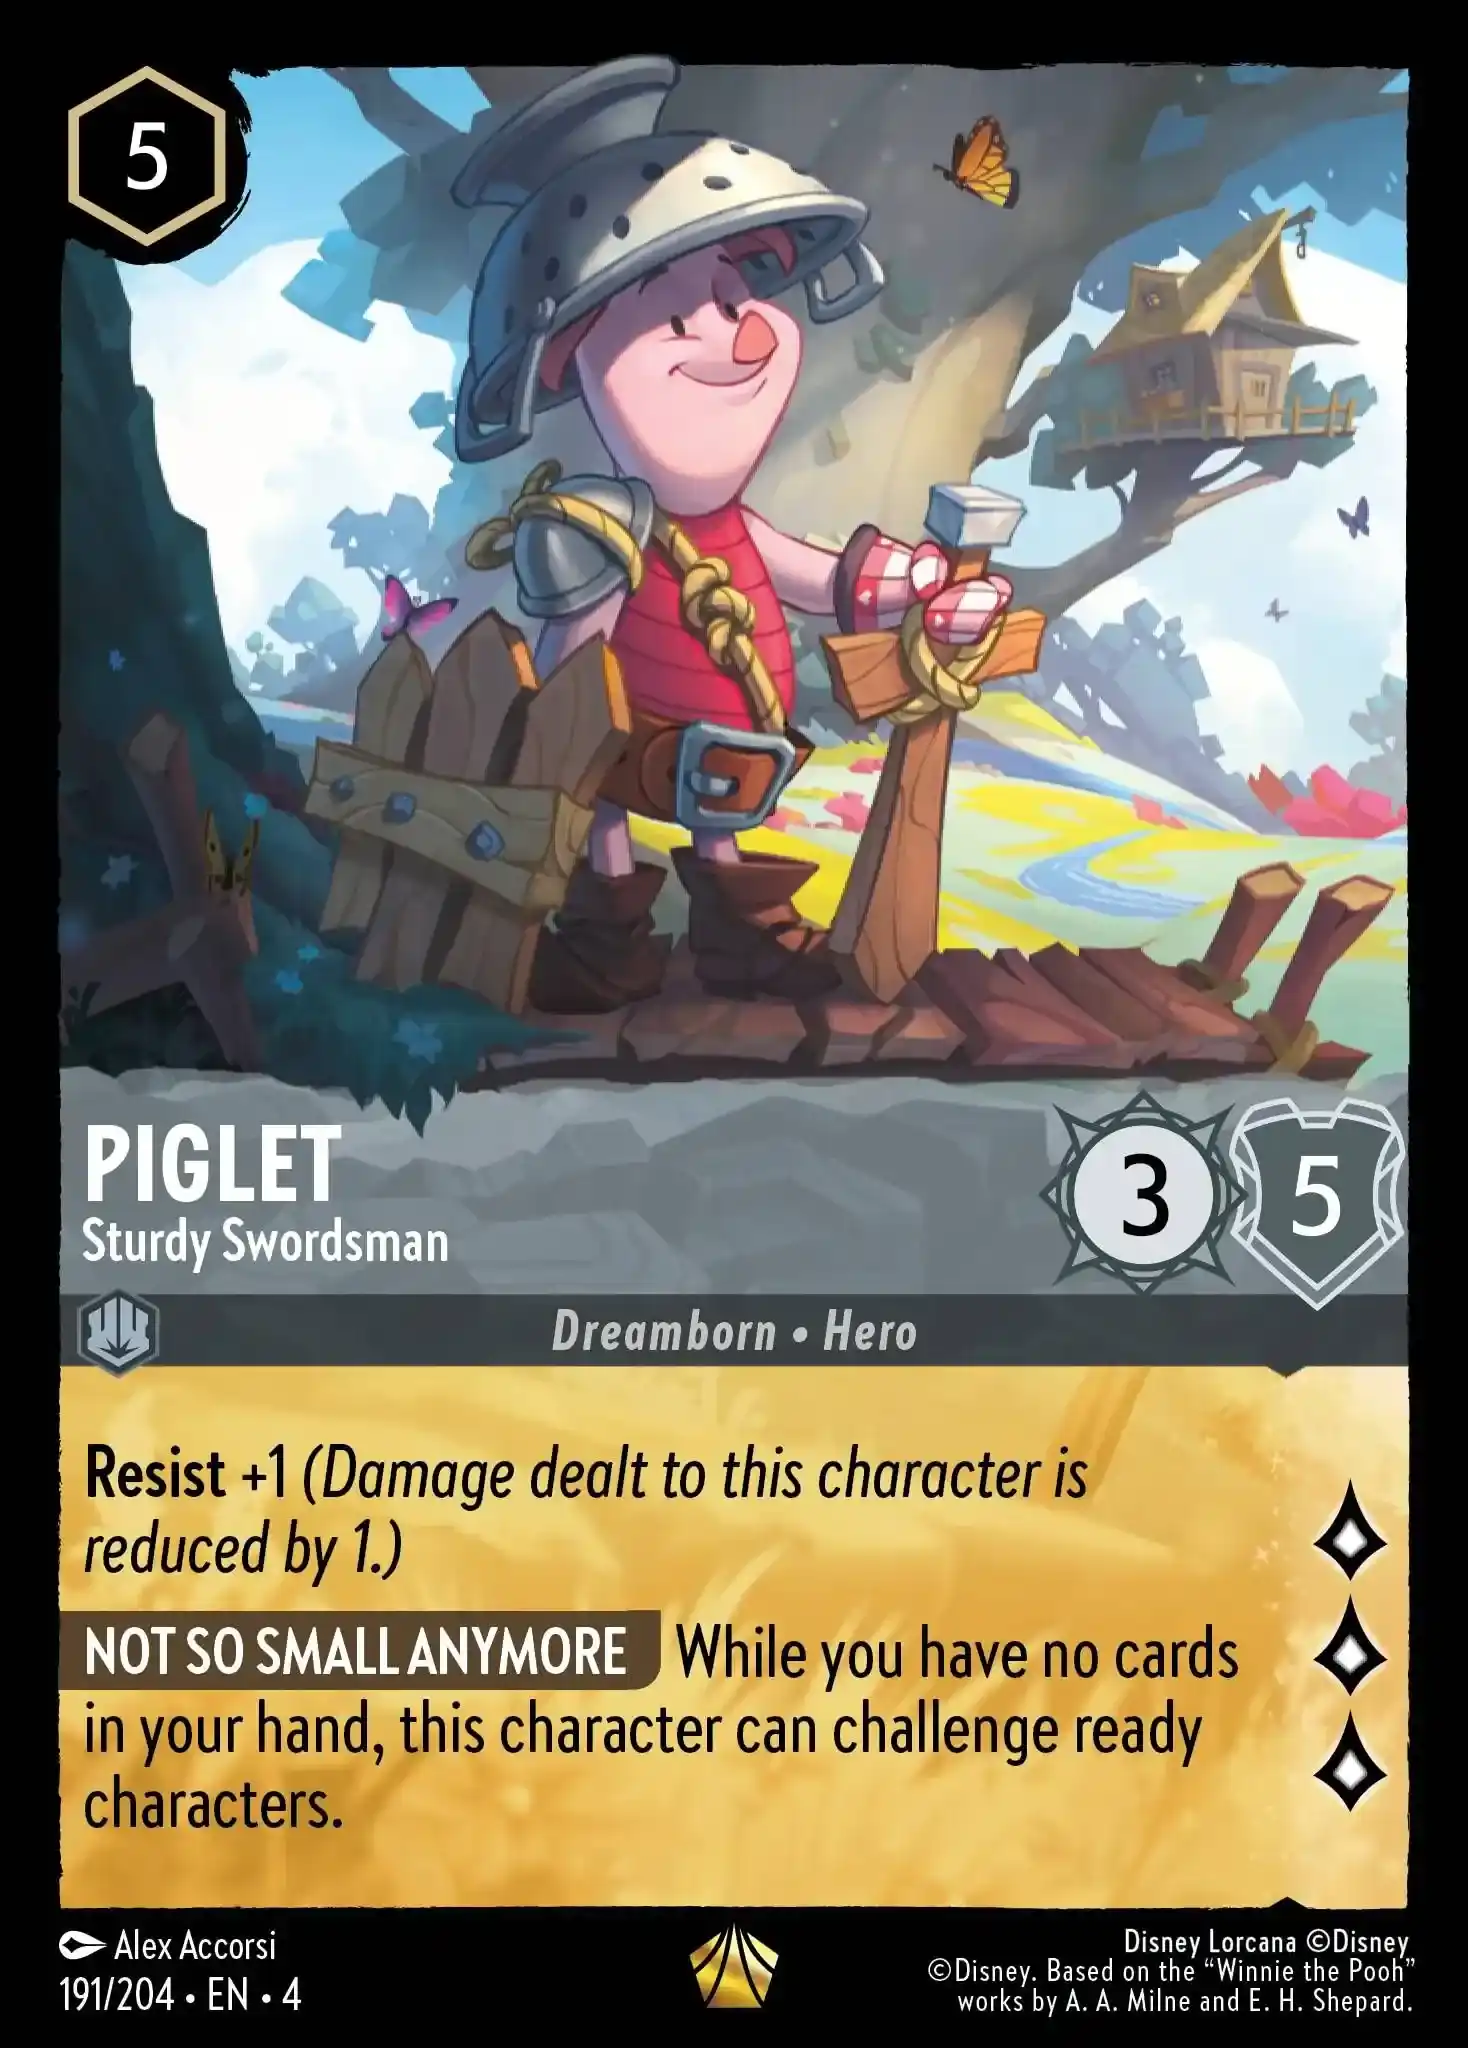 5
PIGLET
Sturdy Swordsman
3
5
Dreamborn • Hero
Resist +1 (Damage dealt to this character is
reduced by 1.)
NOT SO SMALL ANYMORE While you have no cards
in your hand, this character can challenge ready
characters.
Alex Accorsi
191/204 • EN • 4
Disney Lorcana ©Disney
©Disney. Based on the “Winnie the Pooh”
works by A. A. Milne and E. H. Shepard.